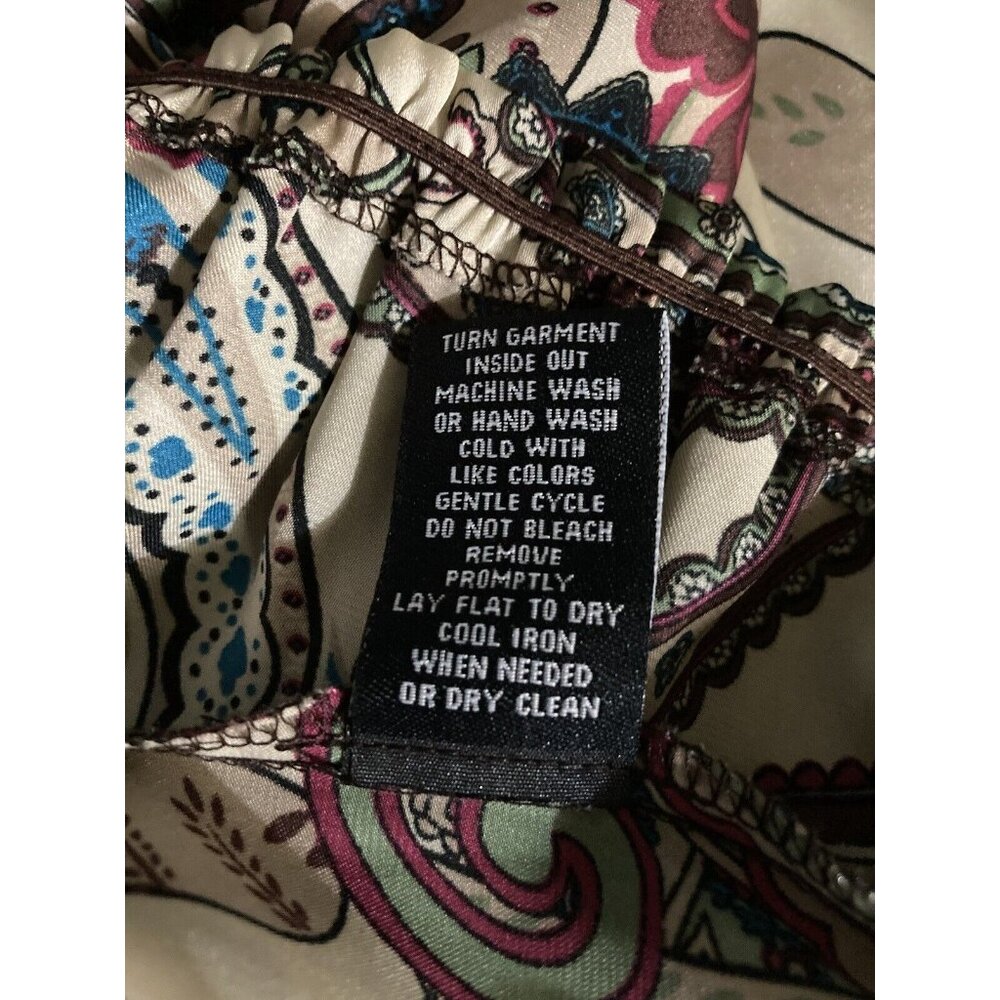 TURN GARMENT
INSIDE OUT
MACHINE WASH
OR HAND WASH
COLD WITH
LIKE COLORS
GENTLE CYCLE
DO NOT BLEACH
REMOVE
PROMPTLY
LAY FLAT TO DRY
COOL IRON
WHEN NEEDED
OR DRY CLEAN